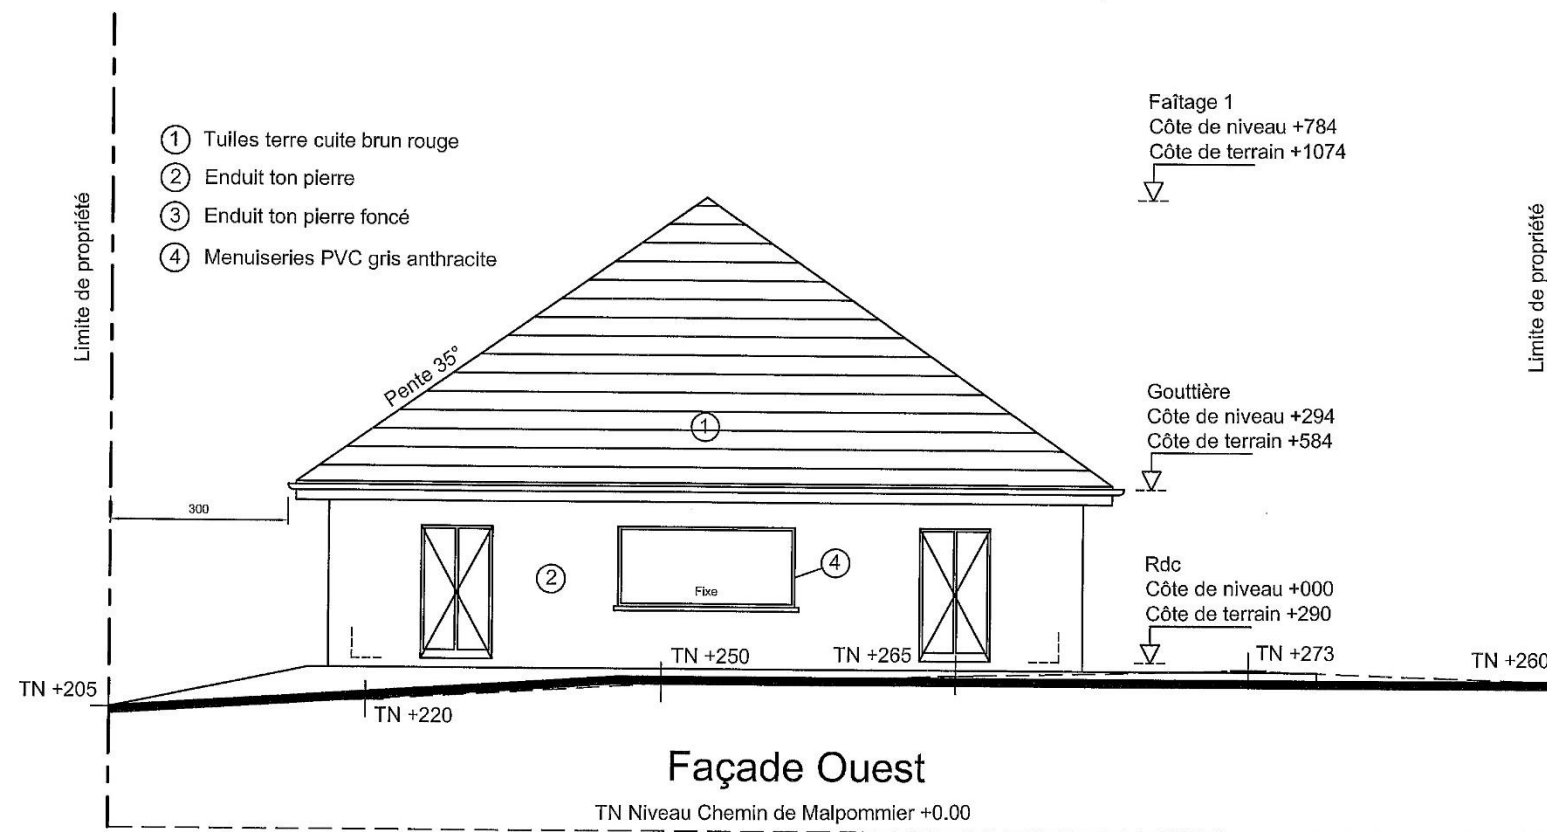 Faîtage 1
Côte de niveau +784
Côte de terrain +1074
1 Tuiles terre cuite brun rouge
2 Enduit ton pierre
3 Enduit ton pierre foncé
4 Menuiseries PVC gris anthracite
Limite de propriété
Limite de propriété
Pente 35°
1
Gouttière
Côte de niveau +294
Côte de terrain +584
300
2
4
Fixe
Rdc
Côte de niveau +000
Côte de terrain +290
TN +205
TN +220
TN +250
TN +265
TN +273
TN +260
Façade Ouest
TN Niveau Chemin de Malpommier +0.00